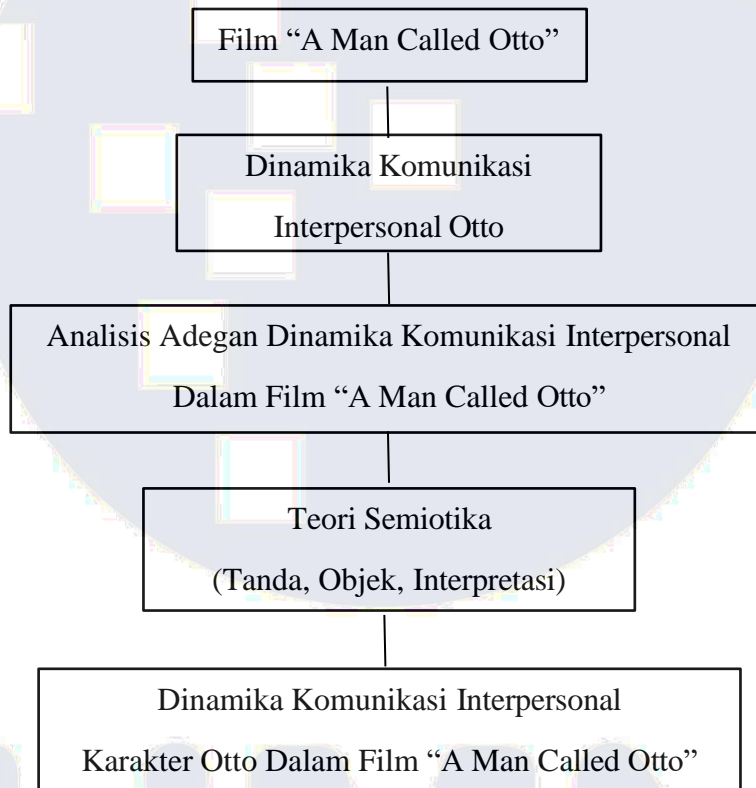 Film “A Man Called Otto”
Dinamika Komunikasi
Interpersonal Otto
Analisis Adegan Dinamika Komunikasi Interpersonal
Dalam Film “A Man Called Otto”
Teori Semiotika
(Tanda, Objek, Interpretasi)
Dinamika Komunikasi Interpersonal
Karakter Otto Dalam Film “A Man Called Otto”